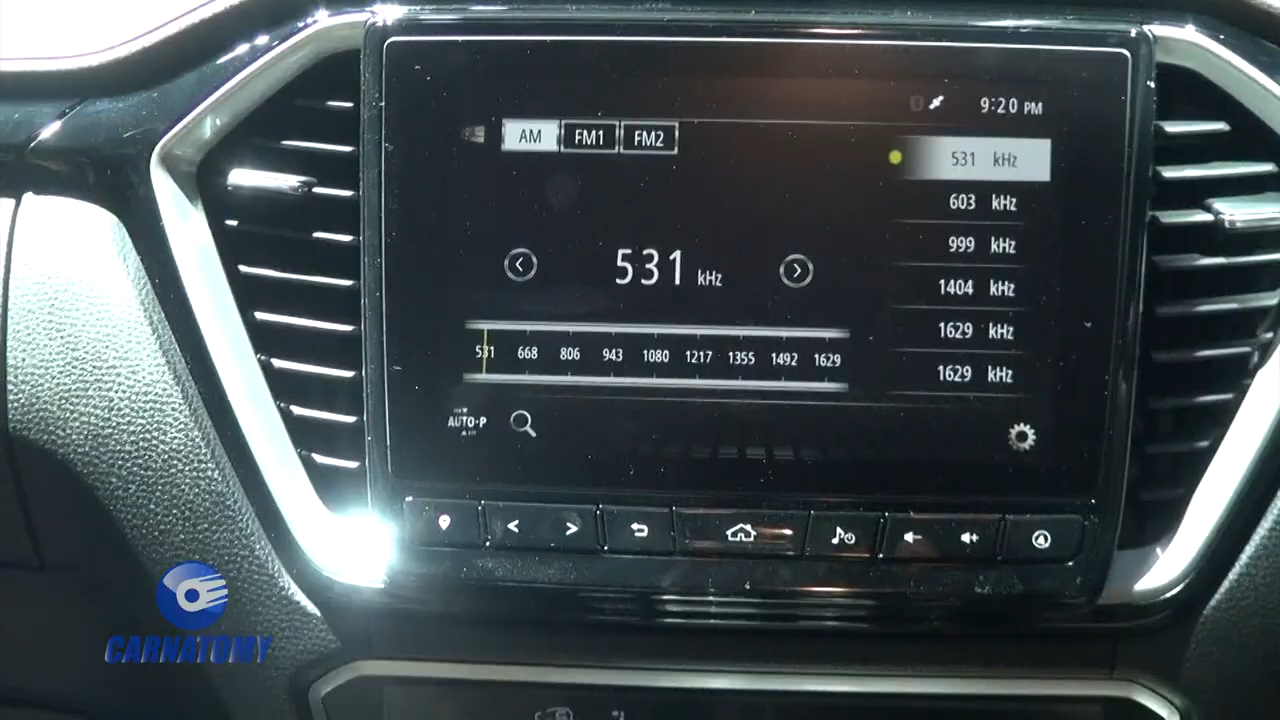 9:20 PM
AM FM1 FM2
531 kHz
603 kHz
999 kHz
1404 kHz
1629 kHz
1629 kHz
531 kHz
531 668 806 943 1080 1217 1355 1492 1629
AUTO-P
CARNATOMY